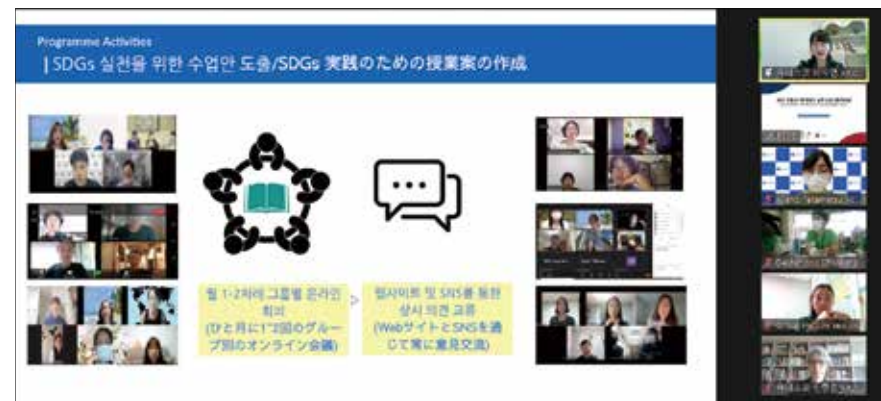 Programme Activities
| SDGs 실천을 위한 수업안 도출/SDGs 実践のための授業案の作成
월 1-2차례 그룹별 온라인
회의
(ひと月に1~2回のグルー
プ別のオンライン会議)
웹사이트 및 SNS를 통한
상시 의견 교류
(WebサイトとSNSを通
じて常に意見交流)